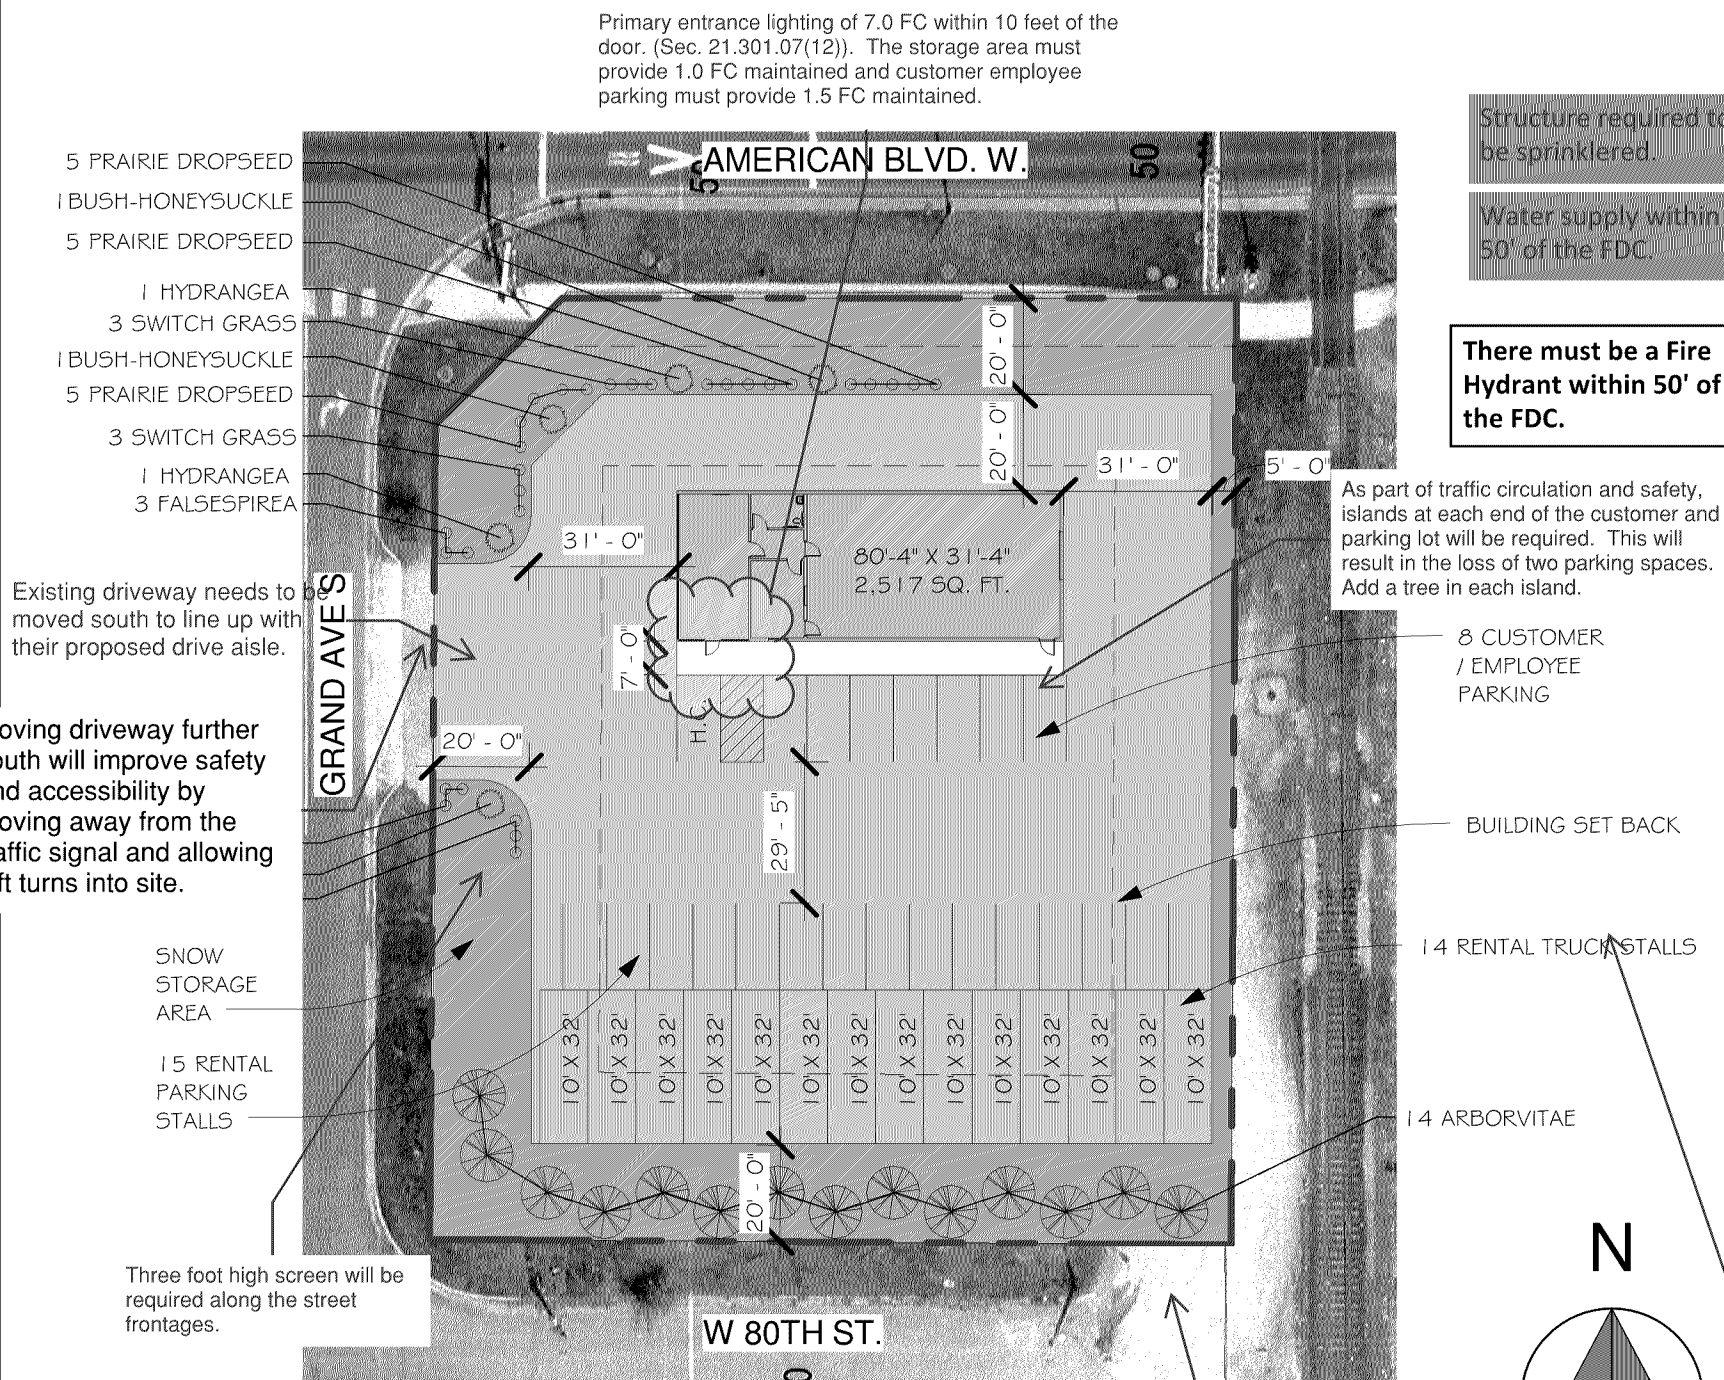 Primary entrance lighting of 7.0 FC within 10 feet of the
door. (Sec. 21.301.07(12)).  The storage area must
provide 1.0 FC maintained and customer employee
parking must provide 1.5 FC maintained.
Structure required to
be sprinklered.
Water supply within
50' of the FDC.
There must be a Fire
Hydrant within 50' of
the FDC.
AMERICAN BLVD. W.
50
5 PRAIRIE DROPSEED
1 BUSH-HONEYSUCKLE
5 PRAIRIE DROPSEED
1 HYDRANGEA
3 SWITCH GRASS
1 BUSH-HONEYSUCKLE
5 PRAIRIE DROPSEED
3 SWITCH GRASS
1 HYDRANGEA
3 FALSESPIREA
20' - 0"
20' - 0"
31' - 0"
5' - 0"
31' - 0"
80'-4" X 31'-4"
2,517 SQ. FT.
As part of traffic circulation and safety,
islands at each end of the customer and
parking lot will be required.  This will
result in the loss of two parking spaces.
Add a tree in each island.
Existing driveway needs to be
moved south to line up with
their proposed drive aisle.
GRAND AVE S
7' - 0"
H.C.
8 CUSTOMER
/ EMPLOYEE
PARKING
oving driveway further
outh will improve safety
nd accessibility by
oving away from the
affic signal and allowing
ft turns into site.
20' - 0"
29' - 5"
BUILDING SET BACK
14 RENTAL TRUCK STALLS
SNOW
STORAGE
AREA
15 RENTAL
PARKING
STALLS
10' X 32'
10' X 32'
10' X 32'
10' X 32'
10' X 32'
10' X 32'
10' X 32'
10' X 32'
10' X 32'
10' X 32'
10' X 32'
10' X 32'
10' X 32'
10' X 32'
14 ARBORVITAE
20' - 0"
Three foot high screen will be
required along the street
frontages.
W 80TH ST.
N